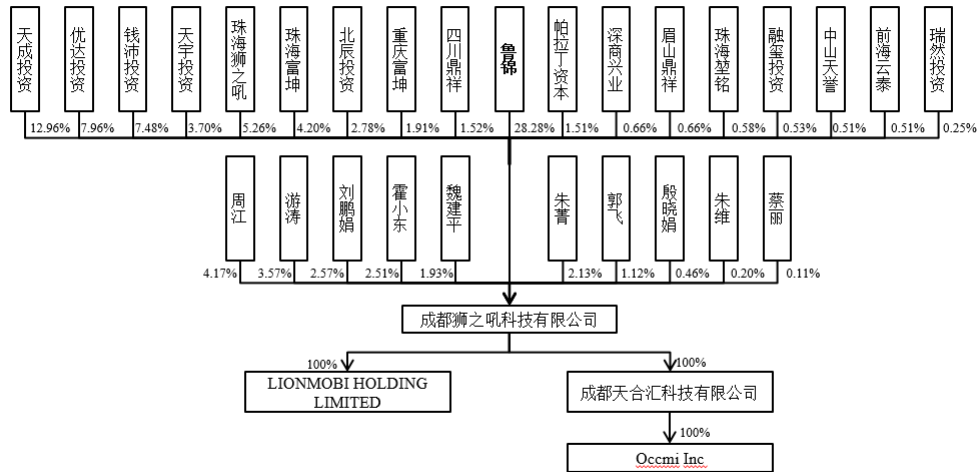 天成投资
优达投资
钱沛投资
天宇投资
珠海狮之吼
珠海富坤
北辰投资
重庆富坤
四川鼎祥
鲁锦
帕拉丁资本
深商兴业
眉山鼎祥
珠海堃铭
融玺投资
中山天誉
前海云泰
瑞然投资
12.96%
7.96%
7.48%
3.70%
5.26%
4.20%
2.78%
1.91%
1.52%
28.28%
1.51%
0.66%
0.66%
0.58%
0.53%
0.51%
0.51%
0.25%
周江
游涛
刘鹏娟
霍小东
魏建平
朱菁
郭飞
殷晓娟
朱维
蔡丽
4.17%
3.57%
2.57%
2.51%
1.93%
2.13%
1.12%
0.46%
0.20%
0.11%
成都狮之吼科技有限公司
100%
100%
LIONMOBI HOLDING
LIMITED
成都天合汇科技有限公司
100%
Occmi Inc